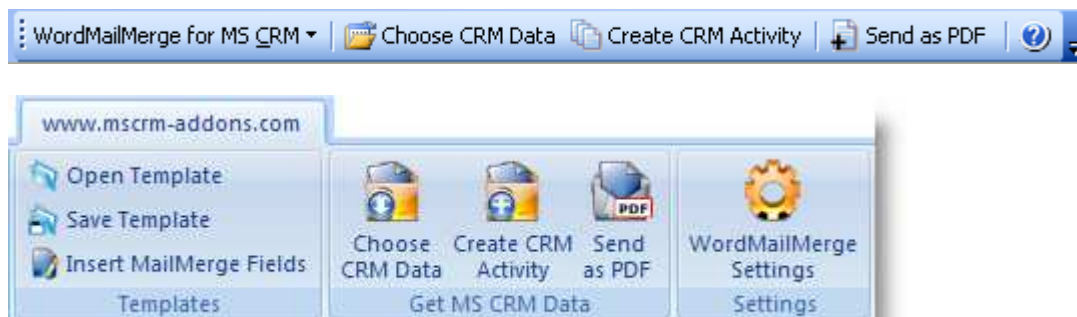 WordMailMerge for MS CRM Choose CRM Data Create CRM Activity Send as PDF ?
www.mscrm-addons.com
Open Template
Save Template
Insert MailMerge Fields
Templates
Choose CRM Data
Create CRM Activity
PDF
Send as PDF
Get MS CRM Data
WordMailMerge Settings
Settings